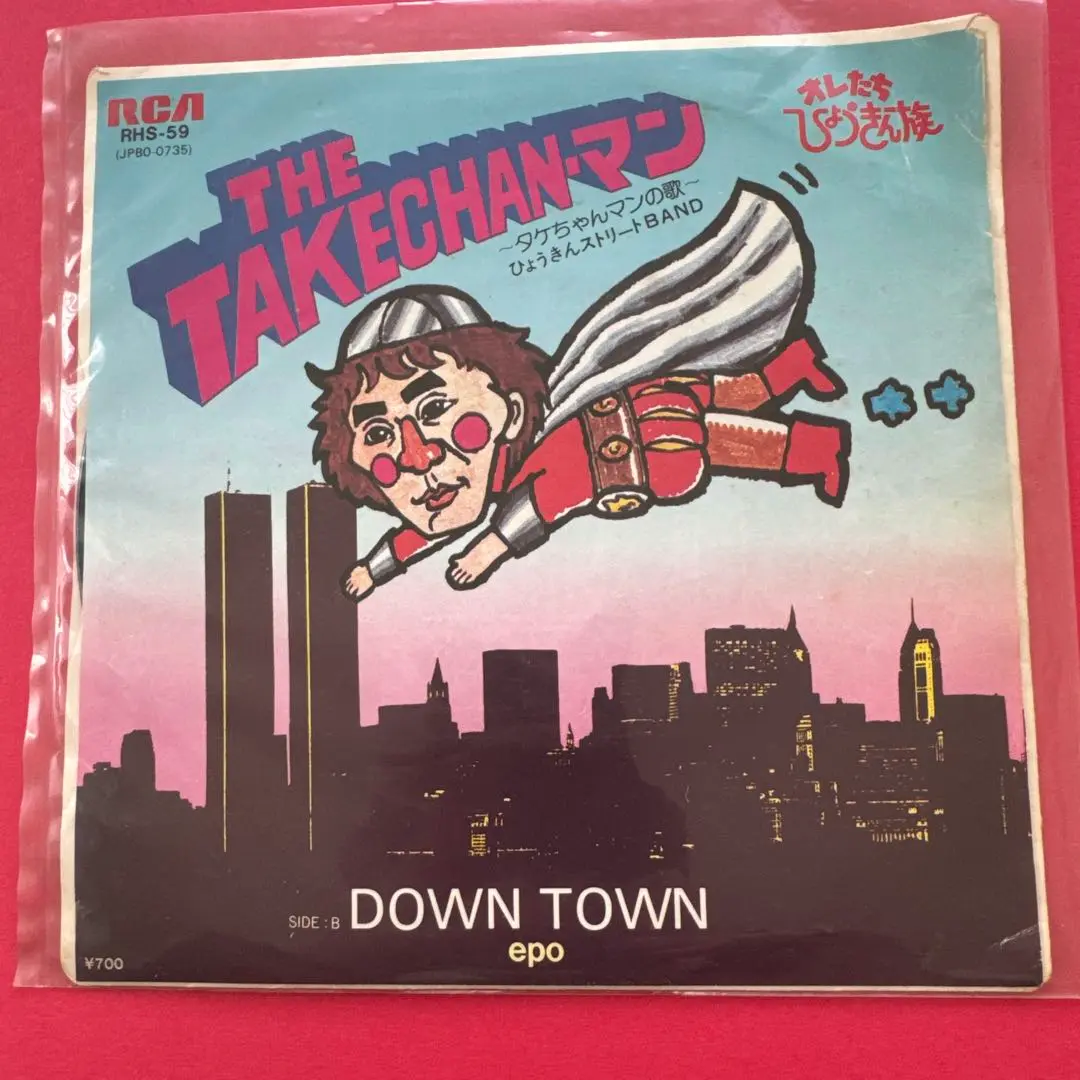 RCA
RHS-59
(JPBO-0735)
オレたち
ひょうきん族
THE
TAKECHAN・マン
〜タケちゃんマンの歌〜
ひょうきんストリートBAND
SIDE : B DOWN TOWN
epo
¥700